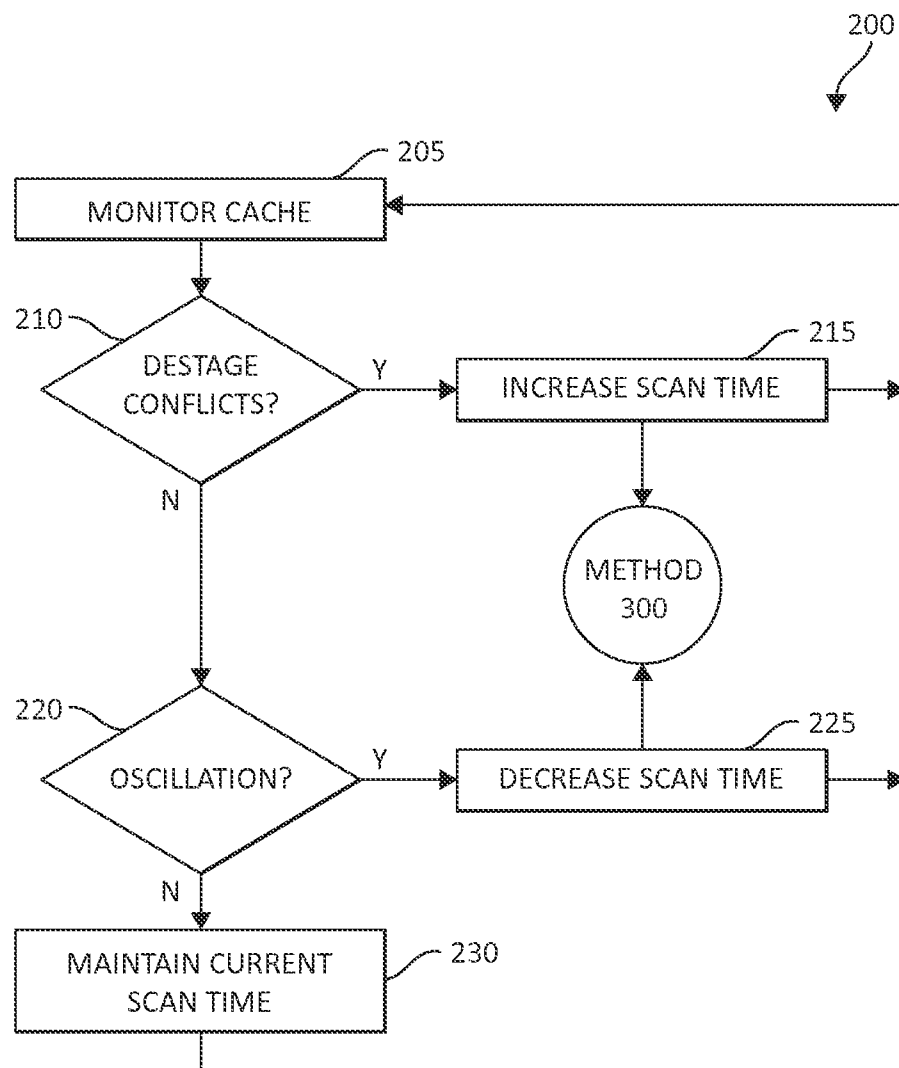 200
205
MONITOR CACHE
210
DESTAGE
CONFLICTS?
Y
215
INCREASE SCAN TIME
N
METHOD
300
220
OSCILLATION?
Y
225
DECREASE SCAN TIME
N
MAINTAIN CURRENT
SCAN TIME
230